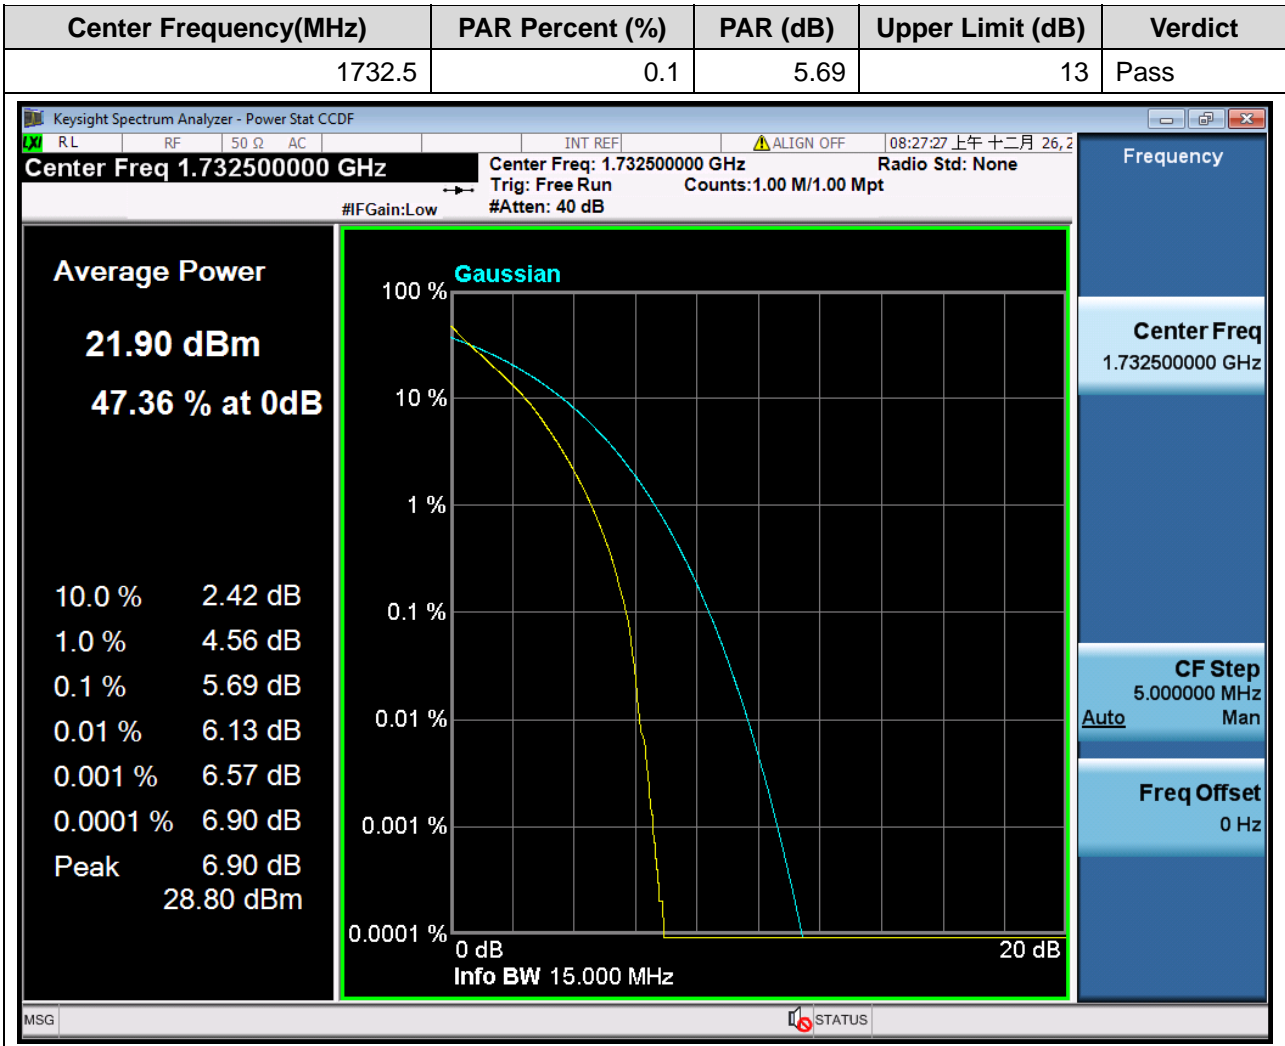 Center Frequency(MHz) PAR Percent (%) PAR (dB) Upper Limit (dB) Verdict
1732.5 0.1 5.69 13 Pass
Keysight Spectrum Analyzer - Power Stat CCDF
LXI RL RF 50 Ω AC INT REF ALIGN OFF 08:27:27 上午 十二月 26, 2
Center Freq 1.732500000 GHz
Center Freq: 1.732500000 GHz Radio Std: None
Trig: Free Run Counts:1.00 M/1.00 Mpt
#IFGain:Low #Atten: 40 dB
Frequency
Center Freq
1.732500000 GHz
CF Step
5.000000 MHz
Auto Man
Freq Offset
0 Hz
Average Power
21.90 dBm
47.36 % at 0dB
10.0 % 2.42 dB
1.0 % 4.56 dB
0.1 % 5.69 dB
0.01 % 6.13 dB
0.001 % 6.57 dB
0.0001 % 6.90 dB
Peak 6.90 dB
28.80 dBm
Gaussian
100 %
10 %
1 %
0.1 %
0.01 %
0.001 %
0.0001 %
0 dB 20 dB
Info BW 15.000 MHz
MSG STATUS